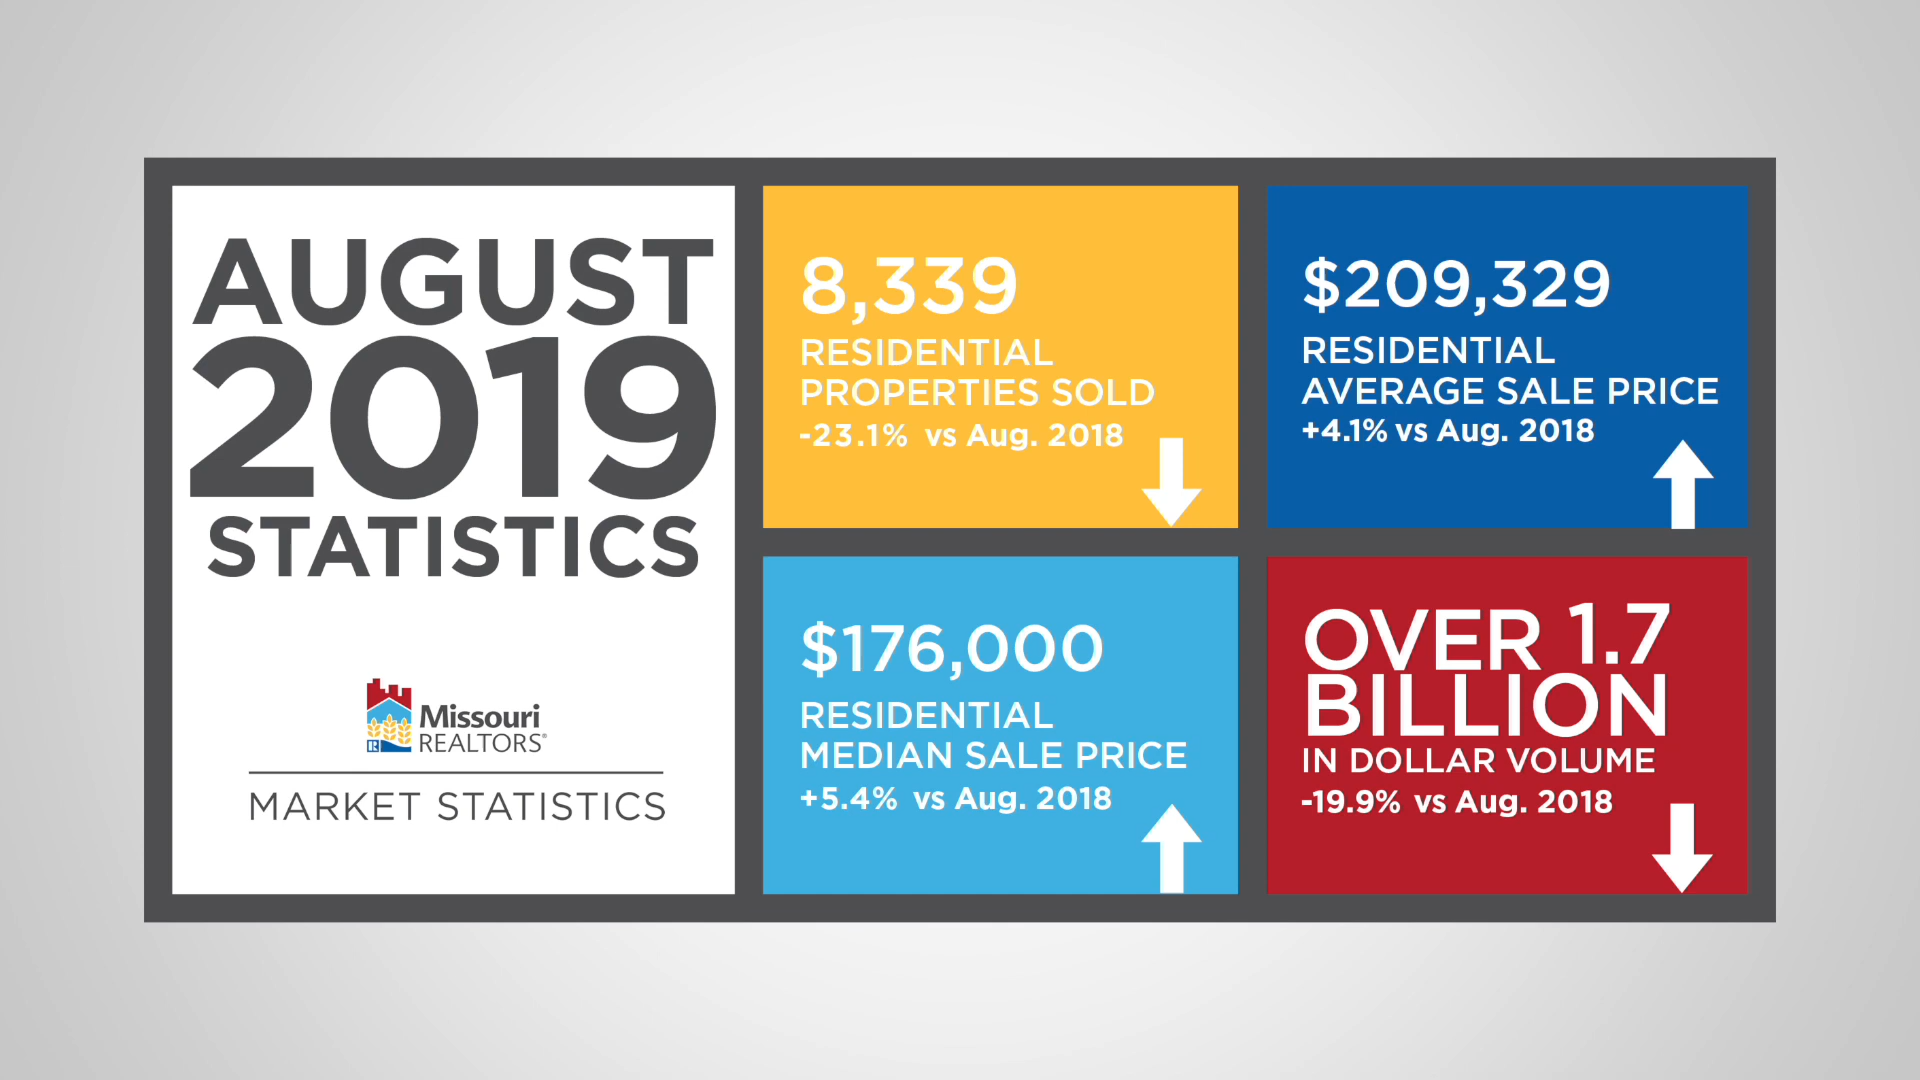 AUGUST
2019
STATISTICS
Missouri
REALTORS®
MARKET STATISTICS
8,339
RESIDENTIAL
PROPERTIES SOLD
-23.1% vs Aug. 2018
$209,329
RESIDENTIAL
AVERAGE SALE PRICE
+4.1% vs Aug. 2018
$176,000
RESIDENTIAL
MEDIAN SALE PRICE
+5.4% vs Aug. 2018
OVER 1.7
BILLION
IN DOLLAR VOLUME
-19.9% vs Aug. 2018